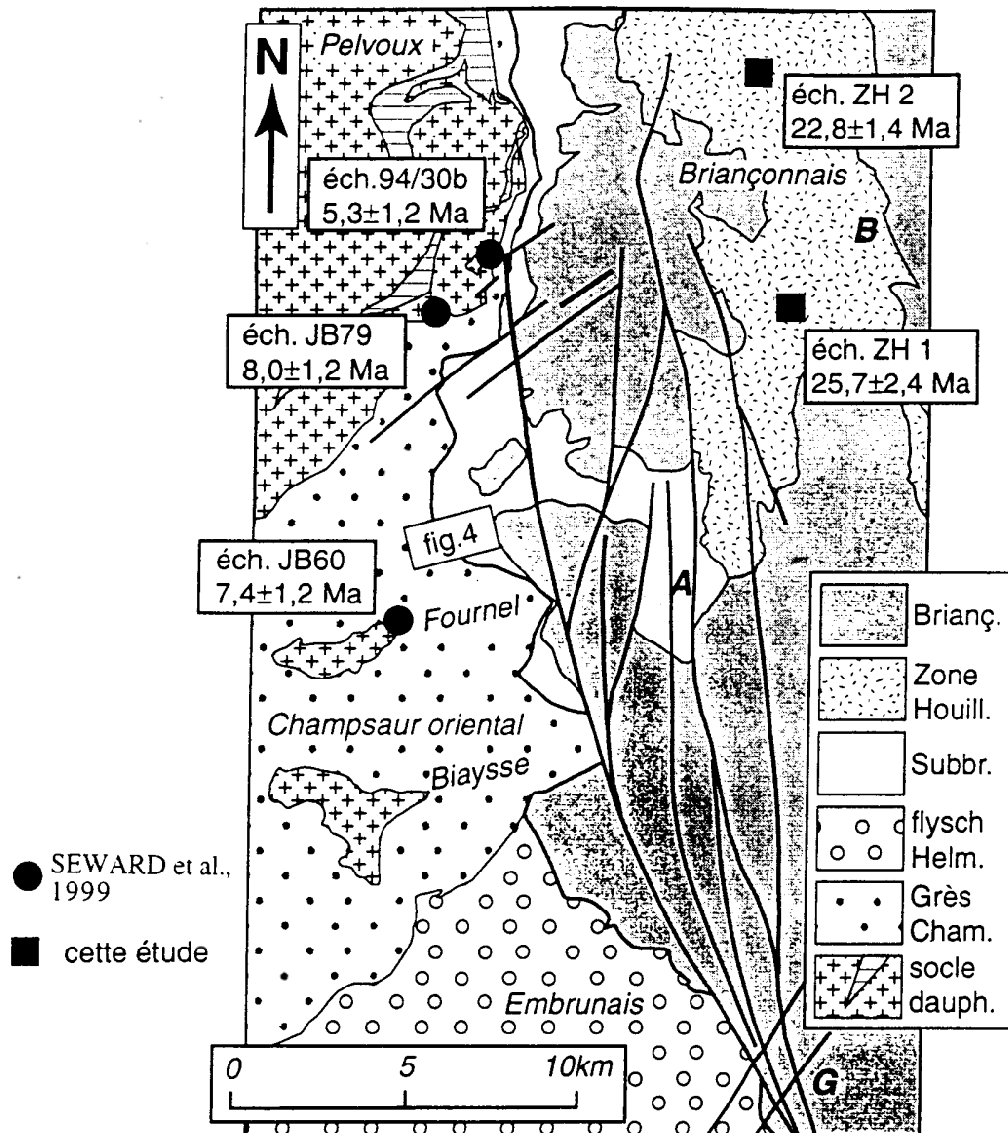 Pelvoux
N
éch. ZH 2
22,8±1,4 Ma
éch.94/30b
5,3±1,2 Ma
Briançonnais
B
éch. JB79
8,0±1,2 Ma
éch. ZH 1
25,7±2,4 Ma
fig.4
éch. JB60
7,4±1,2 Ma
A
Fournel
Brianç.
Zone
Houill.
Champsaur oriental
Subbr.
Biaysse
flysch
Helm.
SEWARD et al.,
1999
Grès
Cham.
cette étude
socle
dauph.
Embrunais
0 5 10km
G